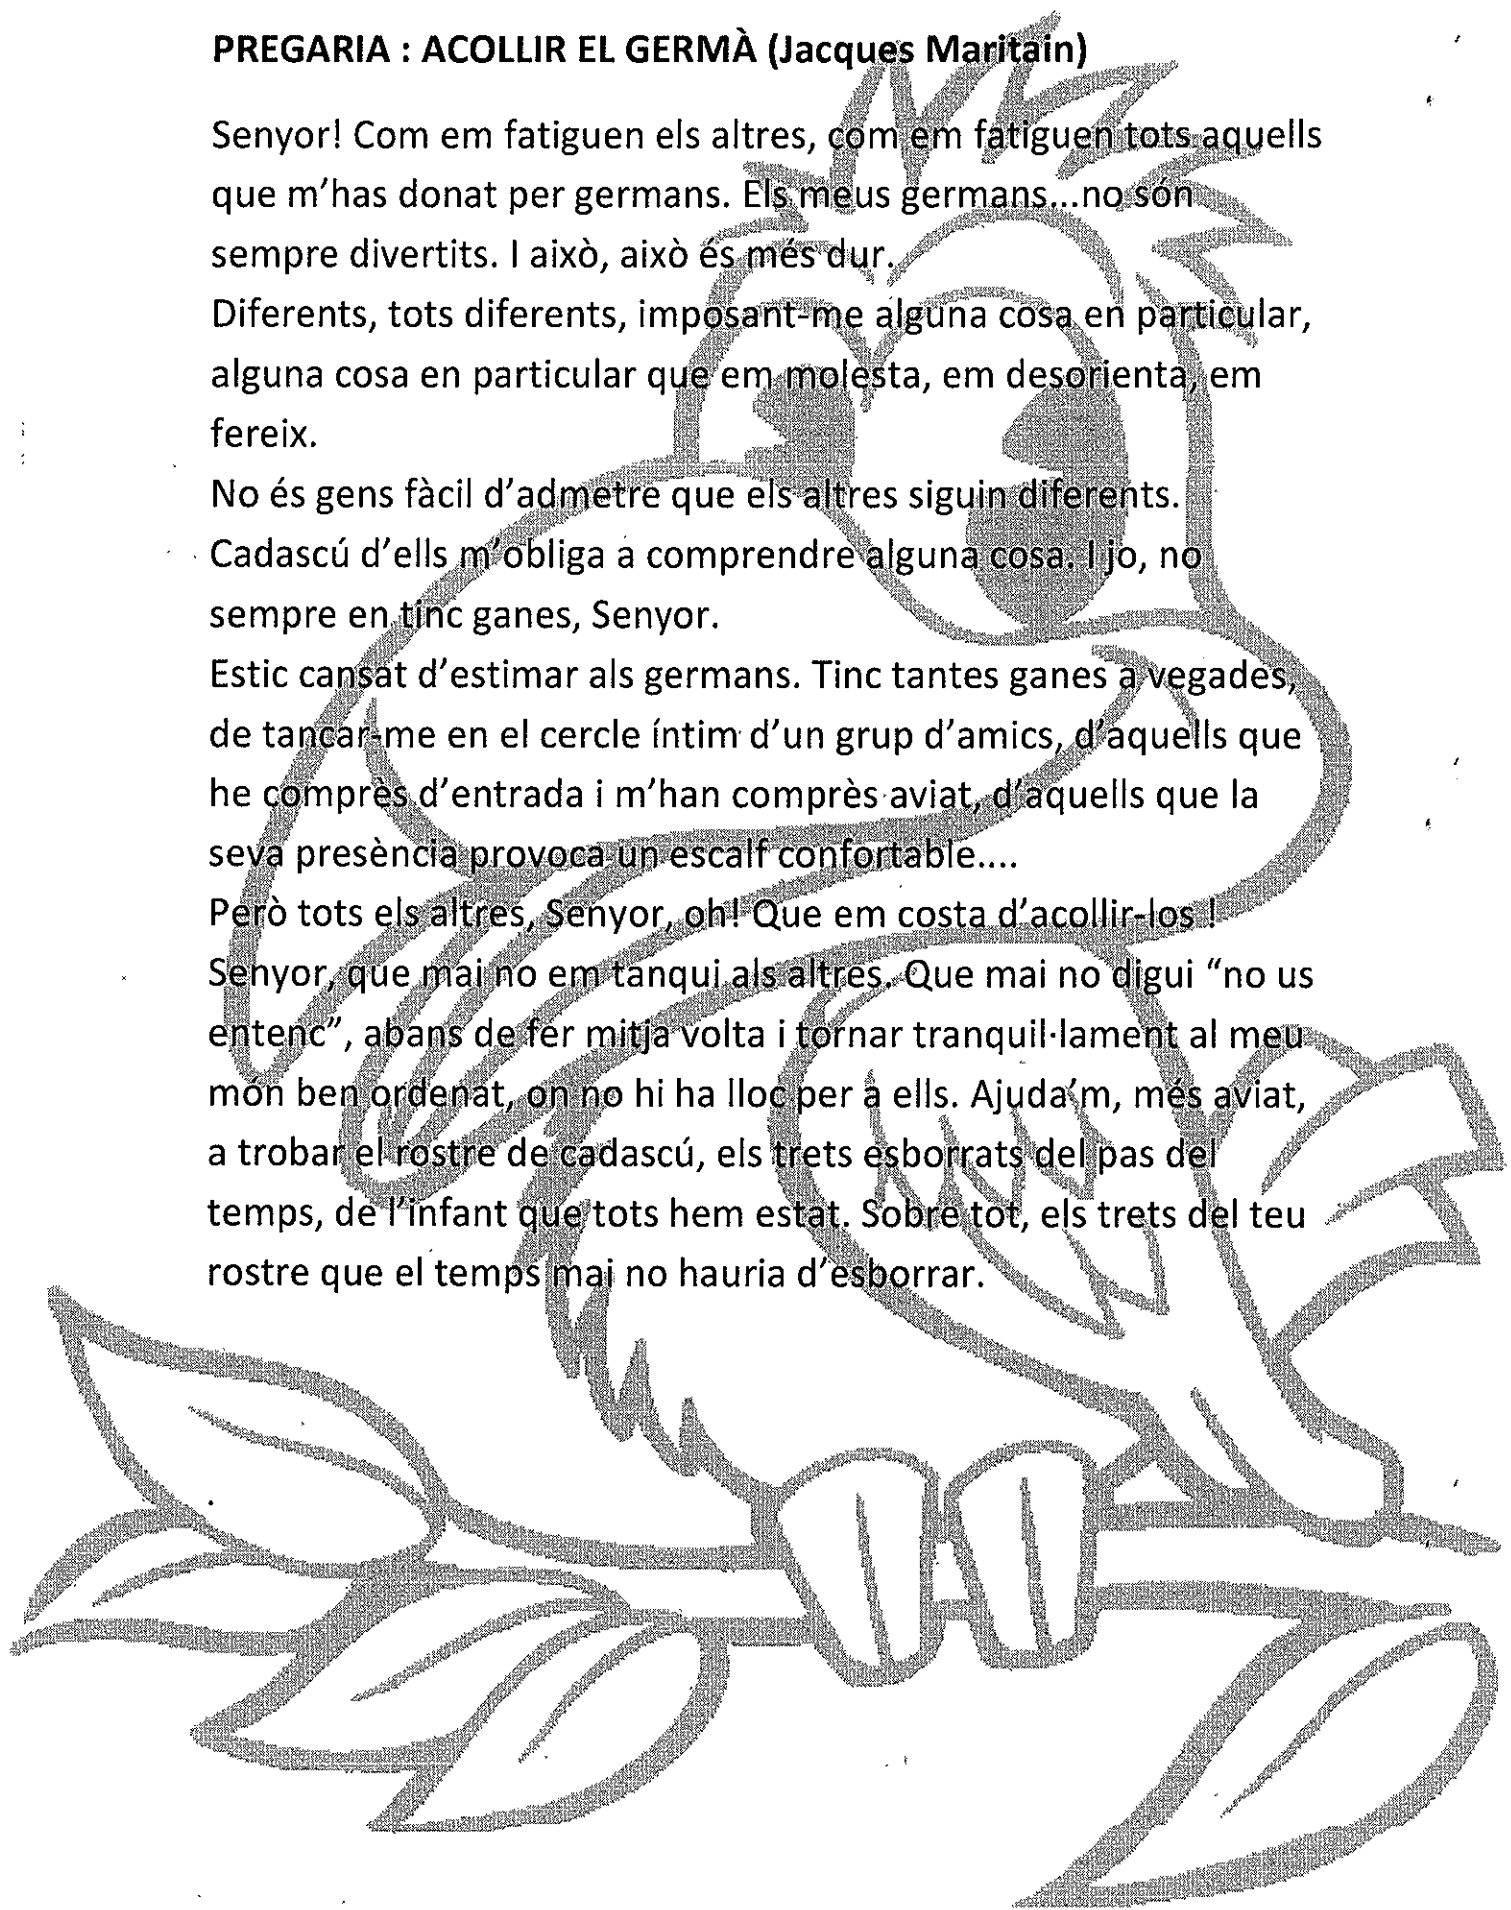 PREGARIA : ACOLLIR EL GERMÀ (Jacques Maritain)
Senyor! Com em fatiguen els altres, com em fatiguen tots aquells
que m’has donat per germans. Els meus germans...no són
sempre divertits. I això, això és més dur.
Diferents, tots diferents, imposant-me alguna cosa en particular,
alguna cosa en particular que em molesta, em desorienta, em
fereix.
No és gens fàcil d’admetre que els altres siguin diferents.
Cadascú d’ells m’obliga a comprendre alguna cosa. I jo, no
sempre en tinc ganes, Senyor.
Estic cansat d’estimar als germans. Tinc tantes ganes a vegades,
de tancar-me en el cercle íntim d’un grup d’amics, d’aquells que
he comprès d’entrada i m’han comprès aviat, d’aquells que la
seva presència provoca un escalf confortable....
Però tots els altres, Senyor, oh! Que em costa d’acollir-los !
Senyor, que mai no em tanqui als altres. Que mai no digui “no us
entenc”, abans de fer mitja volta i tornar tranquil·lament al meu
món ben ordenat, on no hi ha lloc per a ells. Ajuda’m, més aviat,
a trobar el rostre de cadascú, els trets esborrats del pas del
temps, de l’infant que tots hem estat. Sobre tot, els trets del teu
rostre que el temps mai no hauria d’esborrar.